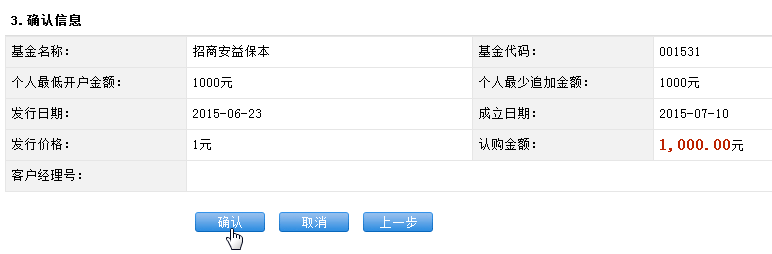 3. 确认信息
基金名称： 招商安益保本 基金代码： 001531
个人最低开户金额： 1000元 个人最少追加金额： 1000元
发行日期： 2015-06-23 成立日期： 2015-07-10
发行价格： 1元 认购金额： 1,000.00元
客户经理号：
确认 取消 上一步